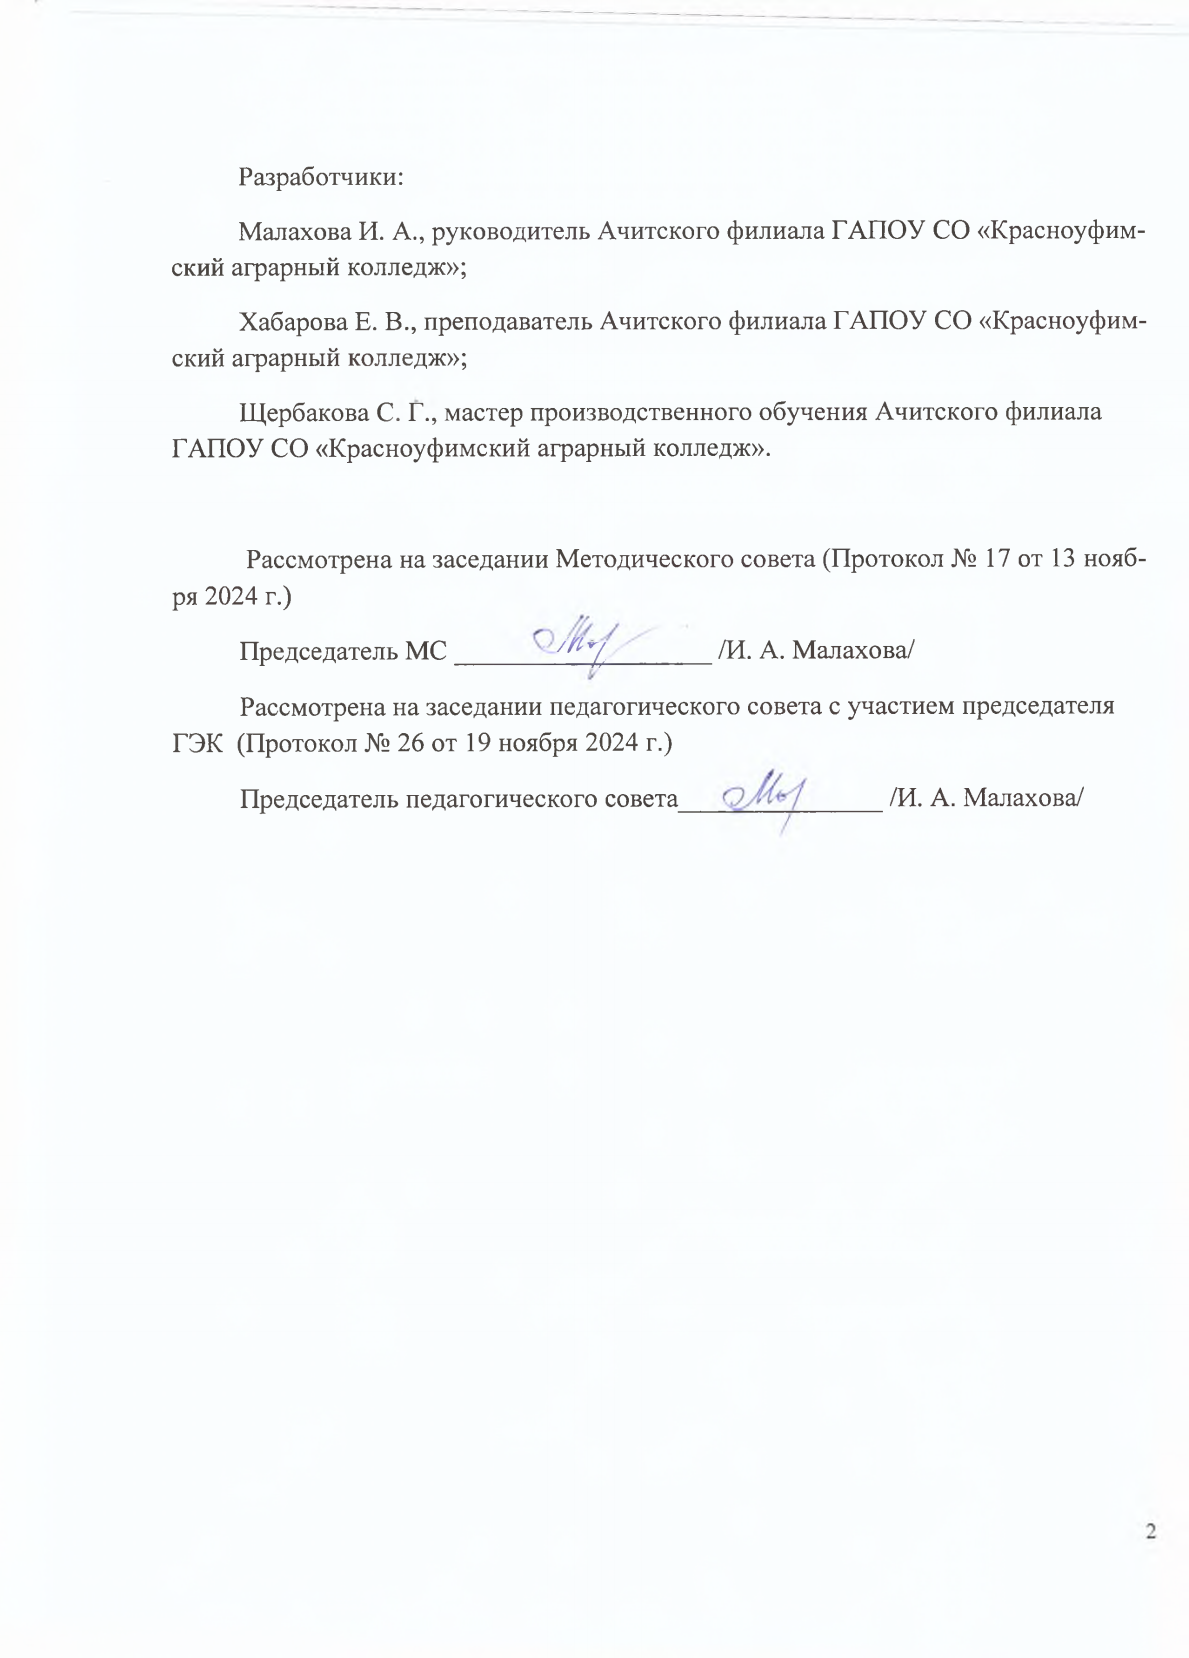 Разработчики:
Малахова И. А., руководитель Ачитского филиала ГАПОУ СО «Красноуфим-
ский аграрный колледж»;
Хабарова Е. В., преподаватель Ачитского филиала ГАПОУ СО «Красноуфим-
ский аграрный колледж»;
Щербакова С. Г., мастер производственного обучения Ачитского филиала
ГАПОУ СО «Красноуфимский аграрный колледж».
Рассмотрена на заседании Методического совета (Протокол № 17 от 13 нояб-
ря 2024 г.)
Председатель МС ___________________ /И. А. Малахова/
Рассмотрена на заседании педагогического совета с участием председателя
ГЭК (Протокол № 26 от 19 ноября 2024 г.)
Председатель педагогического совета_______________ /И. А. Малахова/
2